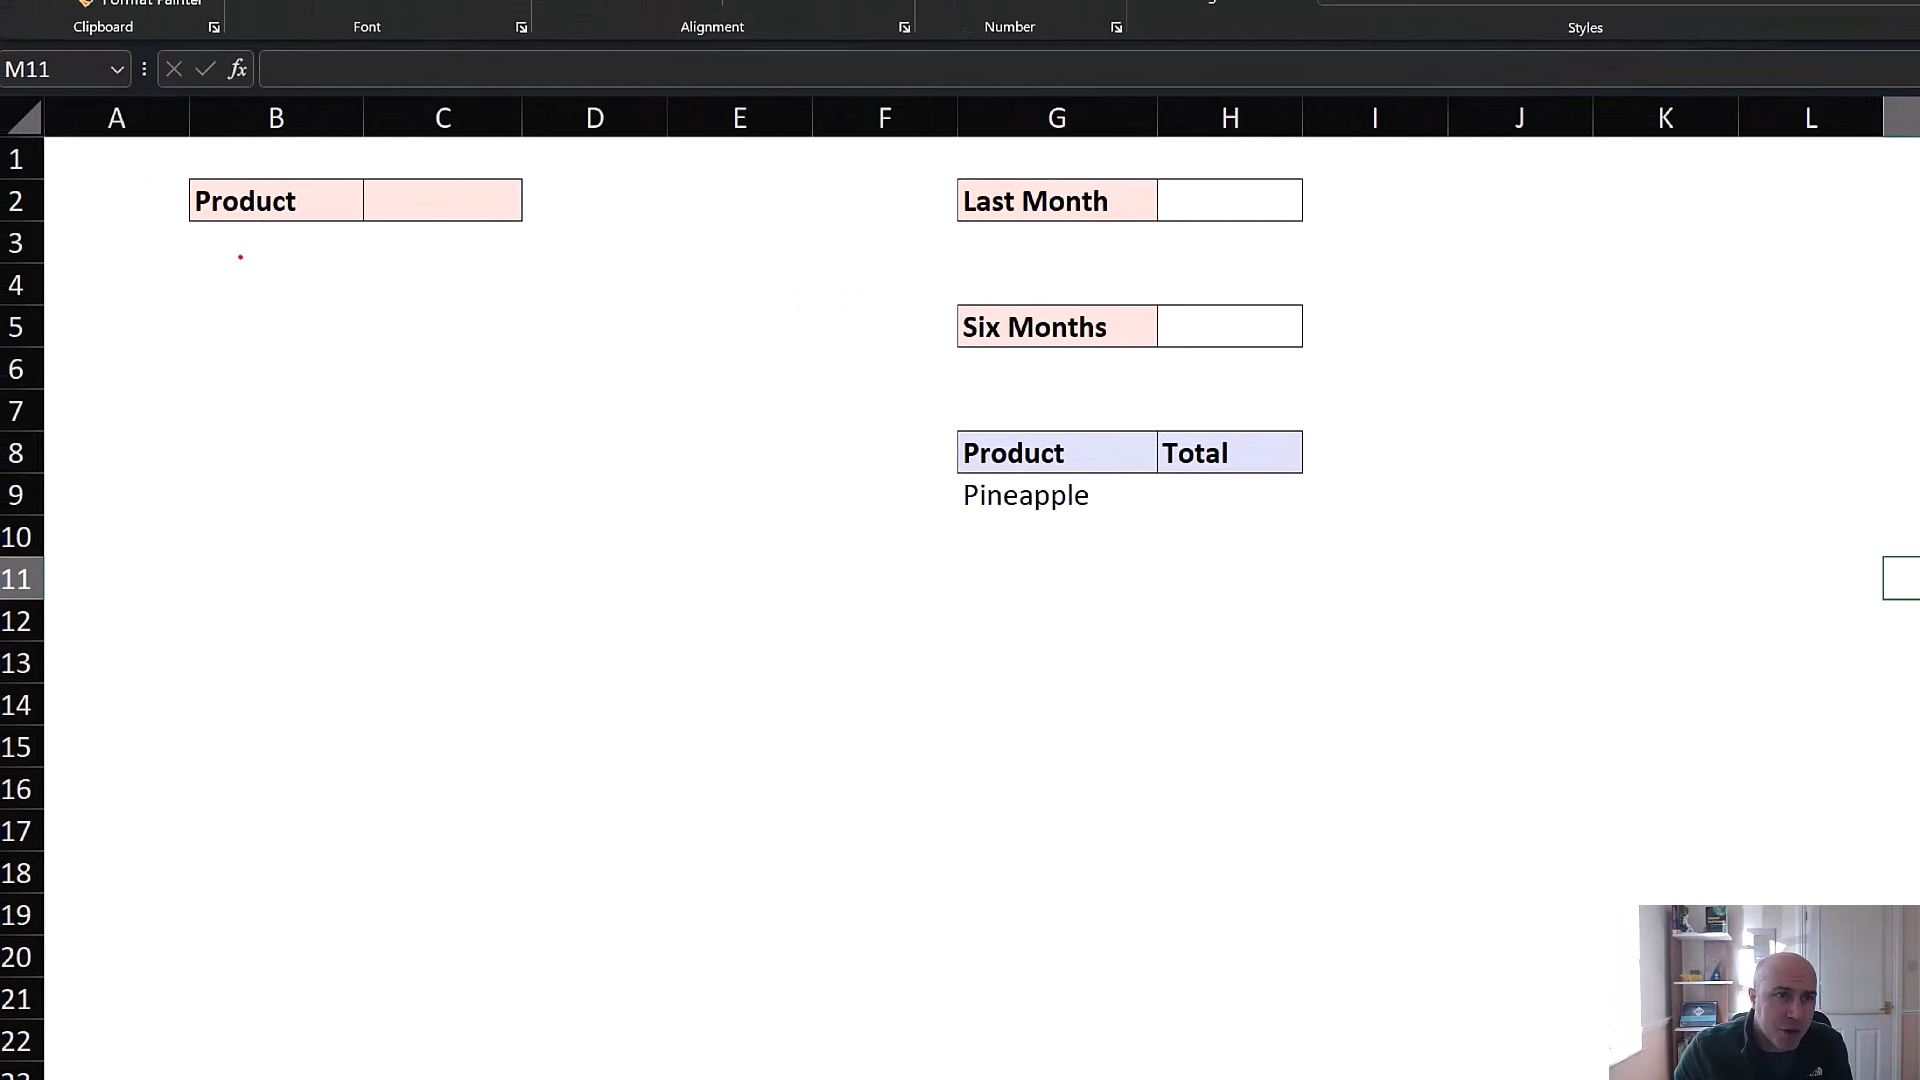 Format Painter
Clipboard Font Alignment Number Styles
M11 fx
A B C D E F G H I J K L
1
2 Product Last Month
3
4
5 Six Months
6
7
8 Product Total
9 Pineapple
10
11
12
13
14
15
16
17
18
19
20
21
22
23